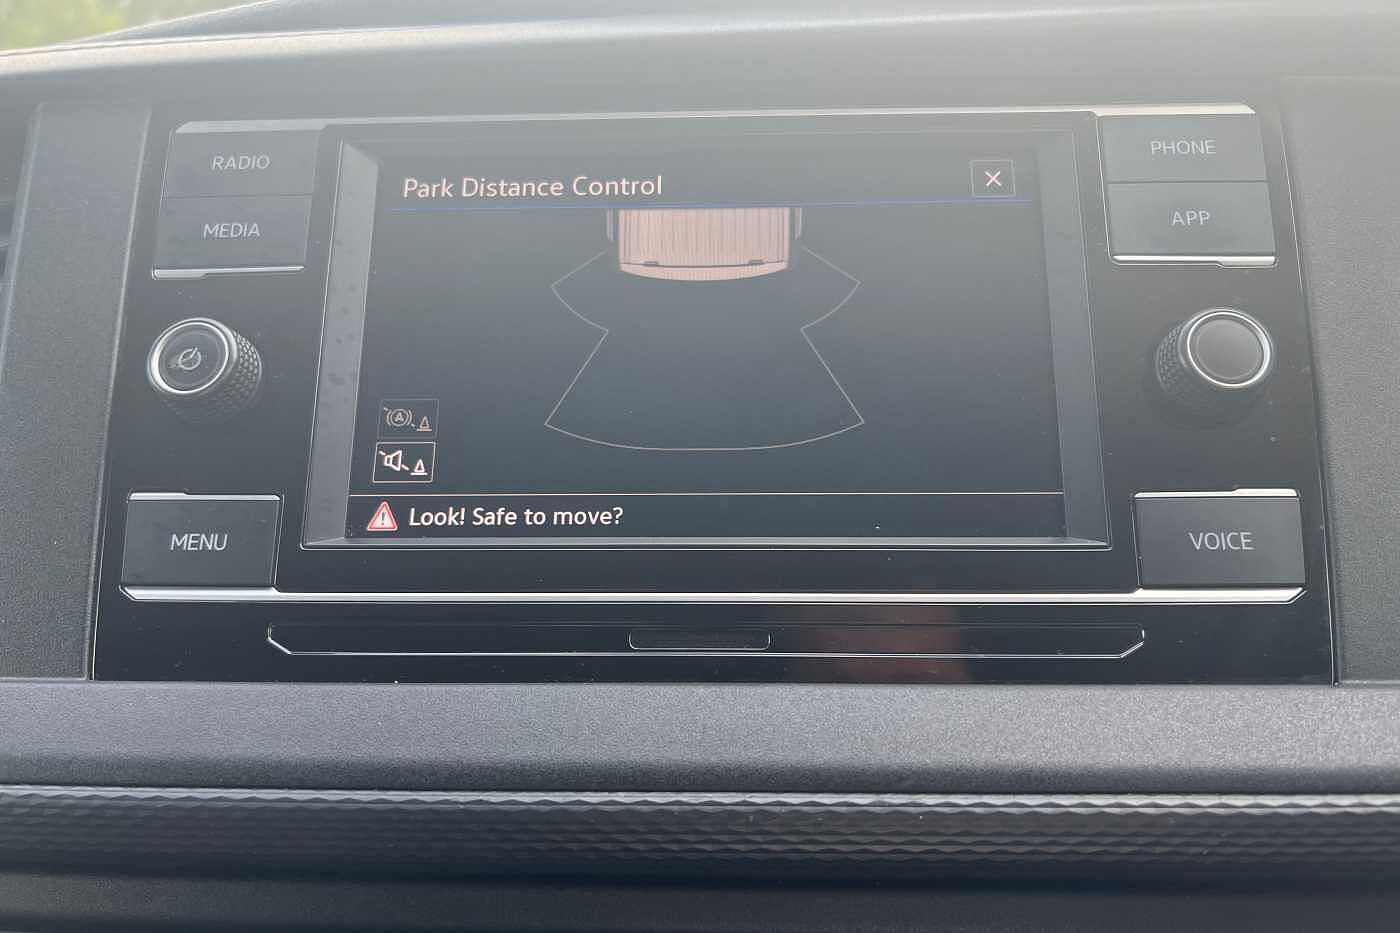 RADIO
MEDIA
Park Distance Control
PHONE
APP
A
Look! Safe to move?
MENU
VOICE